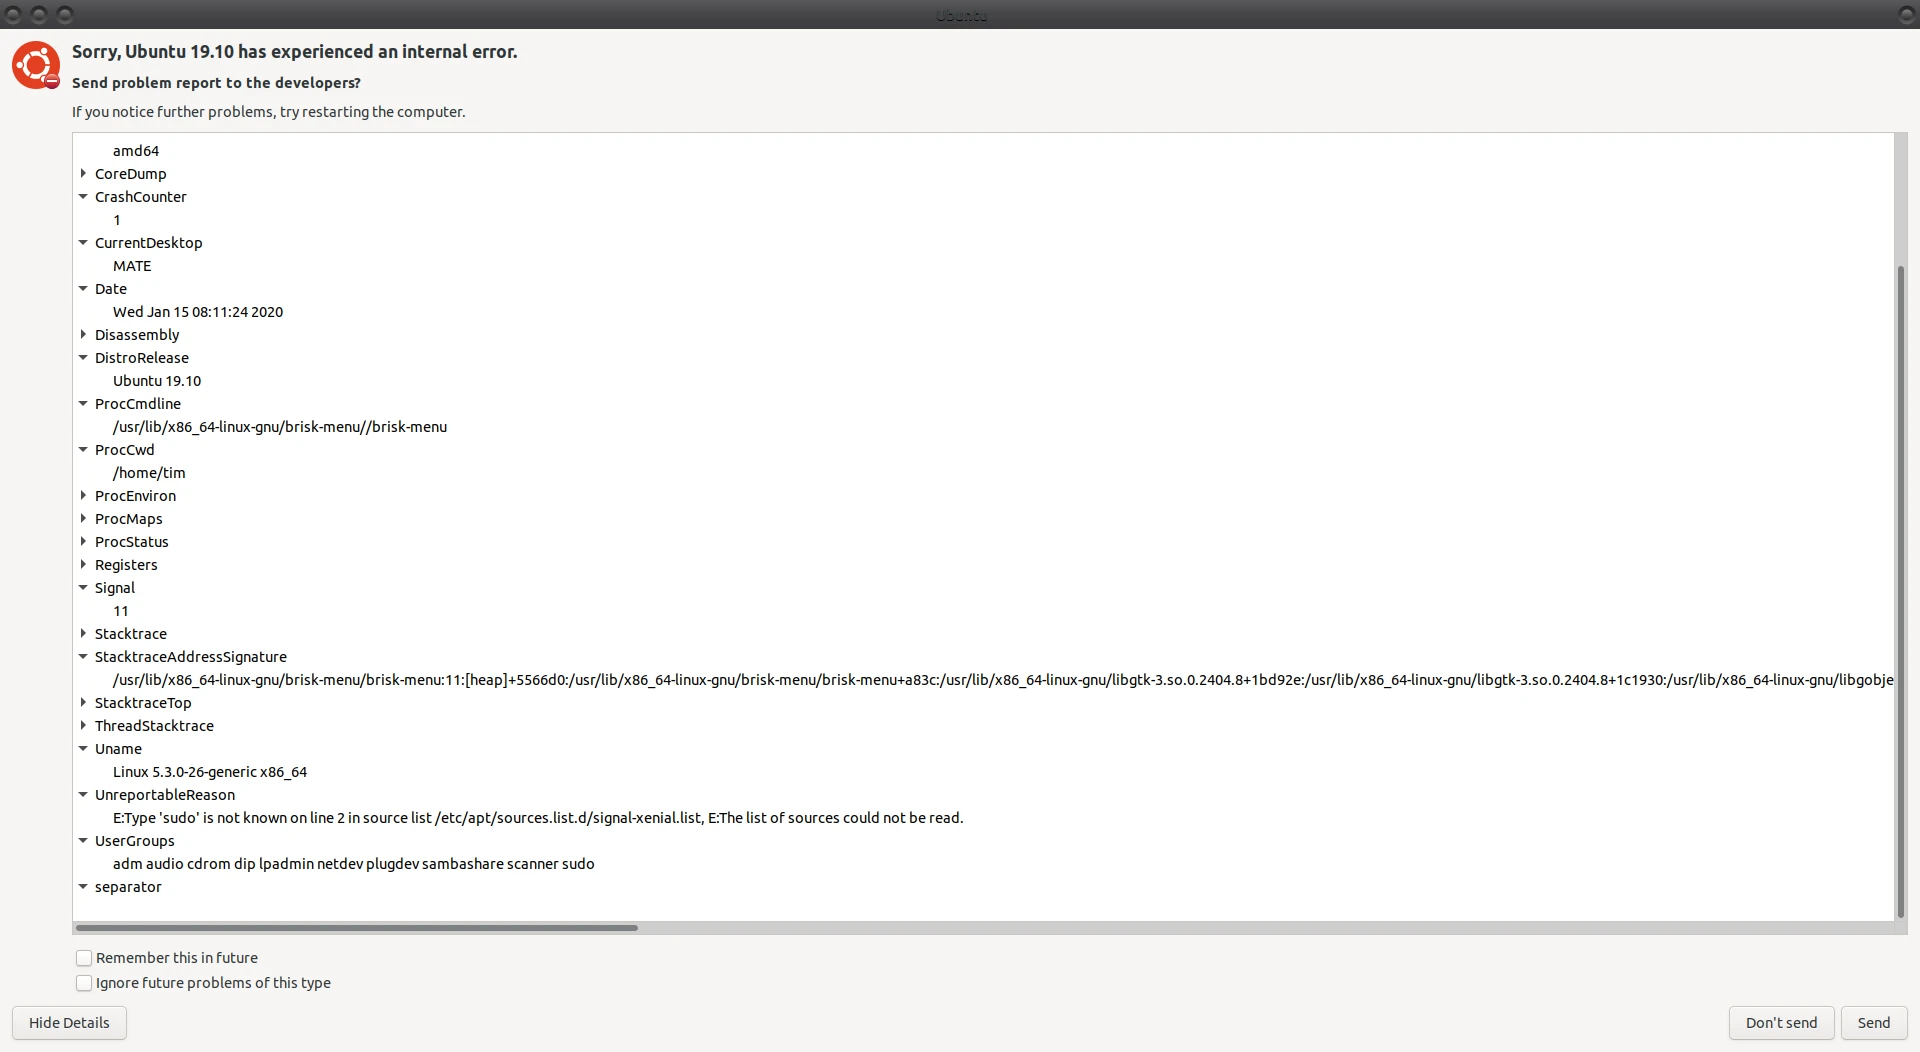 Ubuntu
Sorry, Ubuntu 19.10 has experienced an internal error.
Send problem report to the developers?
If you notice further problems, try restarting the computer.
amd64
CoreDump
CrashCounter
1
CurrentDesktop
MATE
Date
Wed Jan 15 08:11:24 2020
Disassembly
DistroRelease
Ubuntu 19.10
ProcCmdline
/usr/lib/x86_64-linux-gnu/brisk-menu//brisk-menu
ProcCwd
/home/tim
ProcEnviron
ProcMaps
ProcStatus
Registers
Signal
11
Stacktrace
StacktraceAddressSignature
/usr/lib/x86_64-linux-gnu/brisk-menu/brisk-menu:11:[heap]+5566d0:/usr/lib/x86_64-linux-gnu/brisk-menu/brisk-menu+a83c:/usr/lib/x86_64-linux-gnu/libgtk-3.so.0.2404.8+1bd92e:/usr/lib/x86_64-linux-gnu/libgtk-3.so.0.2404.8+1c1930:/usr/lib/x86_64-linux-gnu/libgobje
StacktraceTop
ThreadStacktrace
Uname
Linux 5.3.0-26-generic x86_64
UnreportableReason
E:Type 'sudo' is not known on line 2 in source list /etc/apt/sources.list.d/signal-xenial.list, E:The list of sources could not be read.
UserGroups
adm audio cdrom dip lpadmin netdev plugdev sambashare scanner sudo
separator
Remember this in future
Ignore future problems of this type
Hide Details
Don't send
Send